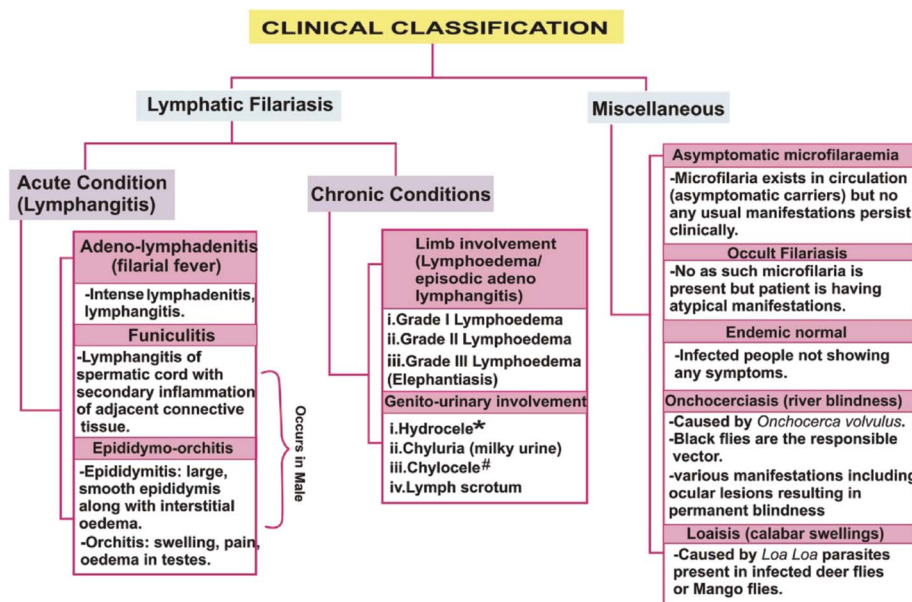 CLINICAL CLASSIFICATION
Lymphatic Filariasis
Acute Condition
(Lymphangitis)
Adeno-lymphadenitis
(filarial fever)
-Intense lymphadenitis,
lymphangitis.
Funiculitis
-Lymphangitis of
spermatic cord with
secondary inflammation
of adjacent connective
tissue.
Epididymo-orchitis
-Epididymitis: large,
smooth epididymis
along with interstitial
oedema.
-Orchitis: swelling, pain,
oedema in testes.
Occurs in Male
Chronic Conditions
Limb involvement
(Lymphoedema/
episodic adeno
lymphangitis)
i.Grade I Lymphoedema
ii.Grade II Lymphoedema
iii.Grade III Lymphoedema
(Elephantiasis)
Genito-urinary involvement
i.Hydrocele*
ii.Chyluria (milky urine)
iii.Chylocele#
iv.Lymph scrotum
Miscellaneous
Asymptomatic microfilaraemia
-Microfilaria exists in circulation
(asymptomatic carriers) but no
any usual manifestations persist
clinically.
Occult Filariasis
-No as such microfilaria is
present but patient is having
atypical manifestations.
Endemic normal
-Infected people not showing
any symptoms.
Onchocerciasis (river blindness)
-Caused by Onchocerca volvulus.
-Black flies are the responsible
vector.
-various manifestations including
ocular lesions resulting in
permanent blindness
Loaisis (calabar swellings)
-Caused by Loa Loa parasites
present in infected deer flies
or Mango flies.